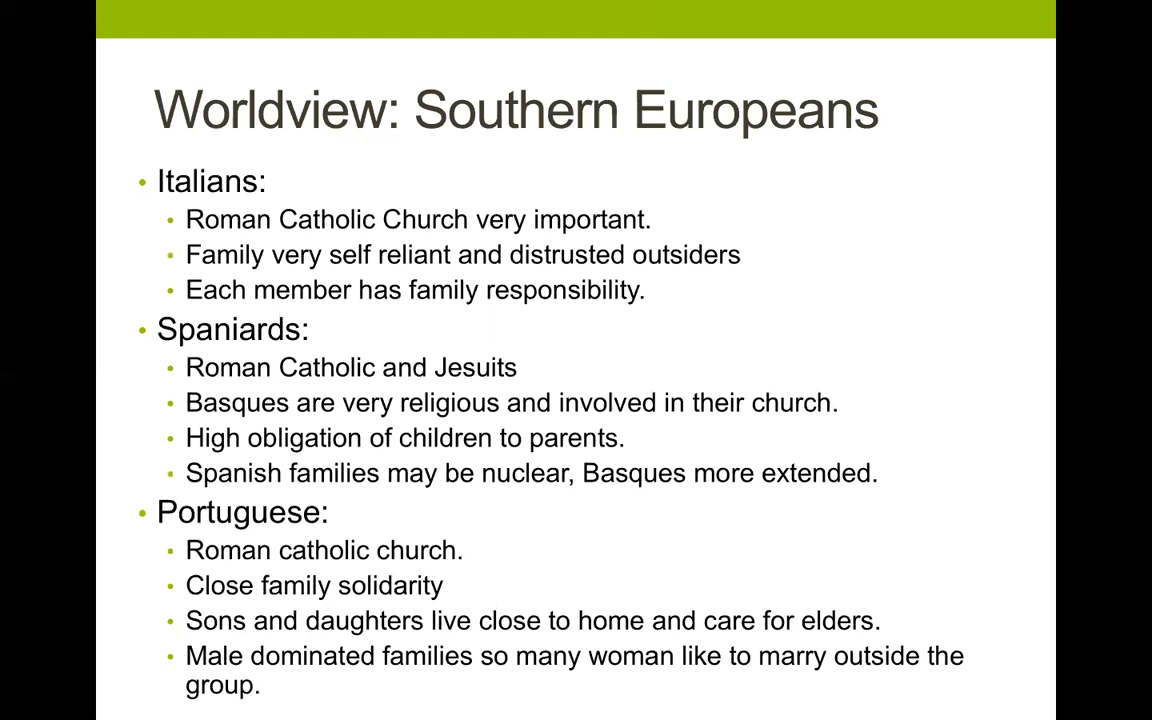 Worldview: Southern Europeans
• Italians:
• Roman Catholic Church very important.
• Family very self reliant and distrusted outsiders
• Each member has family responsibility.
• Spaniards:
• Roman Catholic and Jesuits
• Basques are very religious and involved in their church.
• High obligation of children to parents.
• Spanish families may be nuclear, Basques more extended.
• Portuguese:
• Roman catholic church.
• Close family solidarity
• Sons and daughters live close to home and care for elders.
• Male dominated families so many woman like to marry outside the
group.